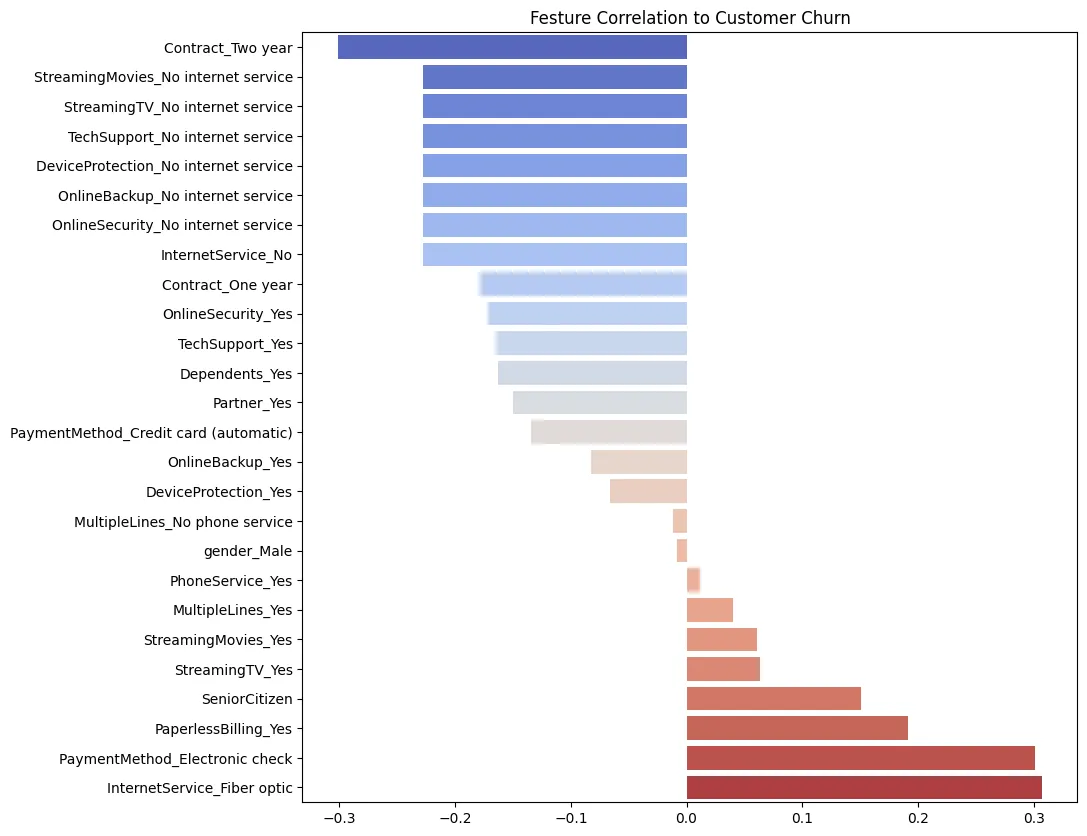 Festure Correlation to Customer Churn
Contract_Two year
StreamingMovies_No internet service
StreamingTV_No internet service
TechSupport_No internet service
DeviceProtection_No internet service
OnlineBackup_No internet service
OnlineSecurity_No internet service
InternetService_No
Contract_One year
OnlineSecurity_Yes
TechSupport_Yes
Dependents_Yes
Partner_Yes
PaymentMethod_Credit card (automatic)
OnlineBackup_Yes
DeviceProtection_Yes
MultipleLines_No phone service
gender_Male
PhoneService_Yes
MultipleLines_Yes
StreamingMovies_Yes
StreamingTV_Yes
SeniorCitizen
PaperlessBilling_Yes
PaymentMethod_Electronic check
InternetService_Fiber optic
−0.3 −0.2 −0.1 0.0 0.1 0.2 0.3